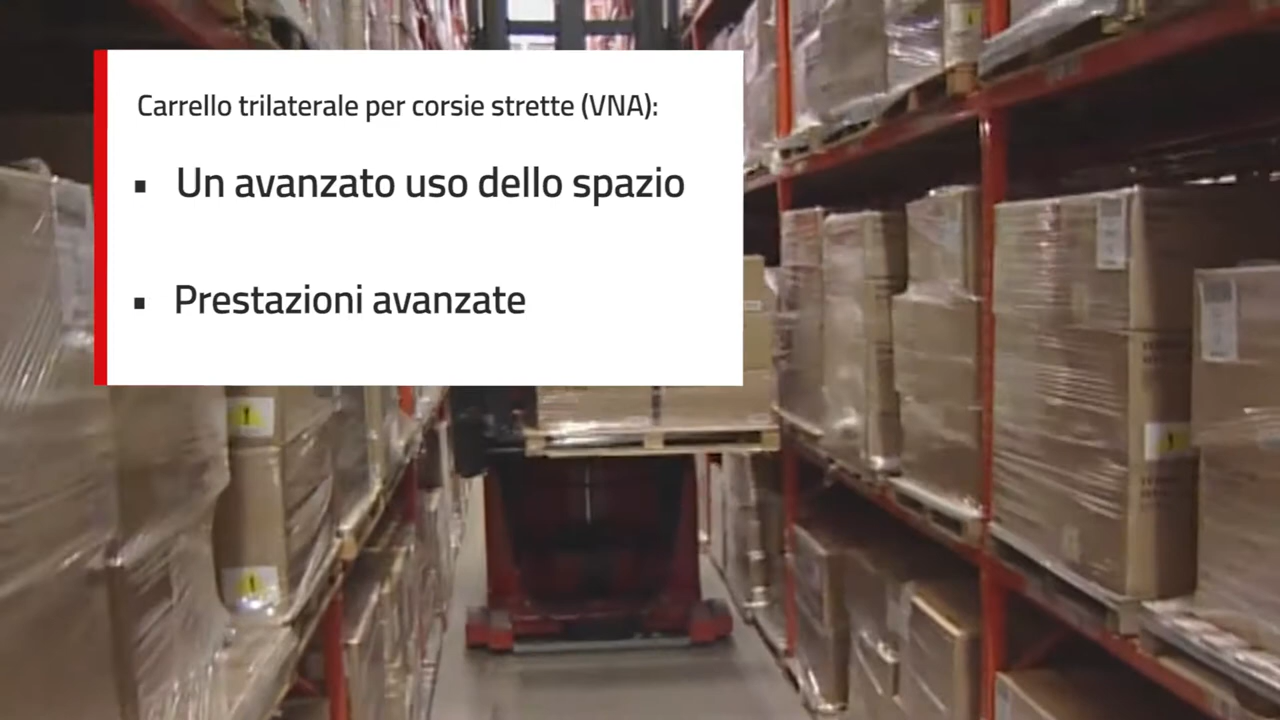 Carrello trilaterale per corsie strette (VNA):
▪ Un avanzato uso dello spazio
▪ Prestazioni avanzate